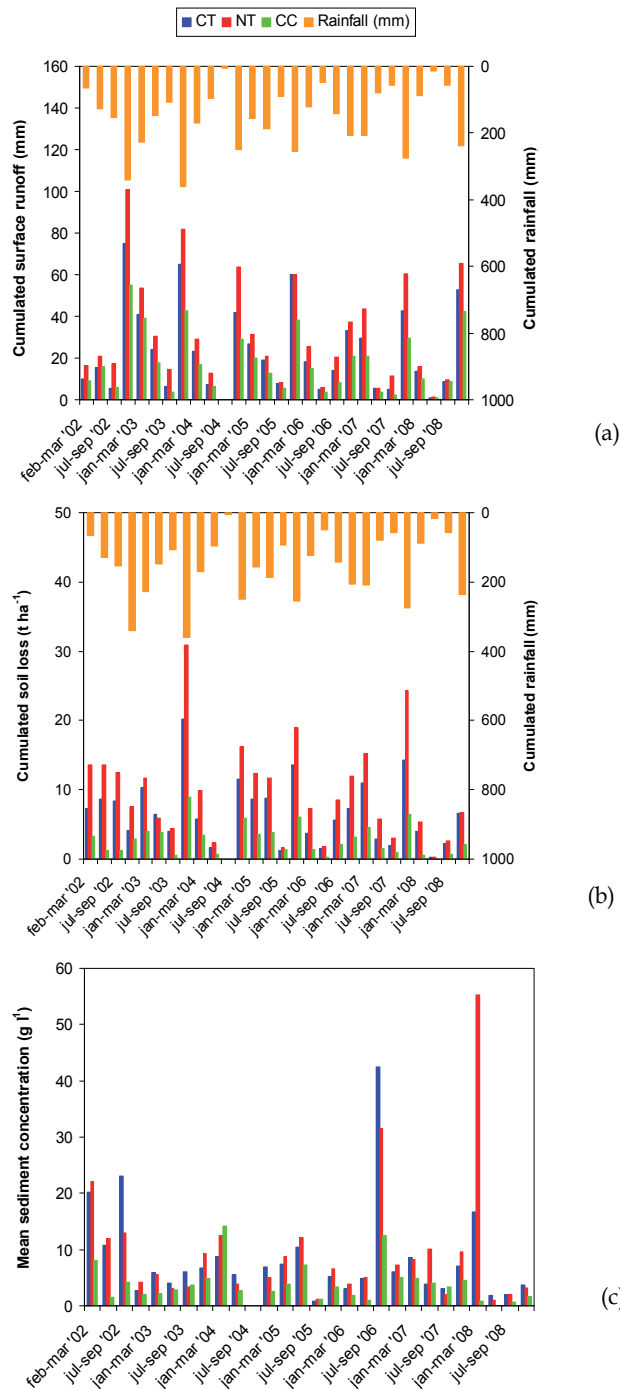 CT NT CC Rainfall (mm)
160
140
120
100
80
60
40
20
0
Cumulated surface runoff (mm)
0
200
400
600
800
1000
Cumulated rainfall (mm)
feb-mar '02
jul-sep '02
jan-mar '03
jul-sep '03
jan-mar '04
jul-sep '04
jan-mar '05
jul-sep '05
jan-mar '06
jul-sep '06
jan-mar '07
jul-sep '07
jan-mar '08
jul-sep '08
(a)
50
40
30
20
10
0
Cumulated soil loss (t ha-1)
0
200
400
600
800
1000
Cumulated rainfall (mm)
feb-mar '02
jul-sep '02
jan-mar '03
jul-sep '03
jan-mar '04
jul-sep '04
jan-mar '05
jul-sep '05
jan-mar '06
jul-sep '06
jan-mar '07
jul-sep '07
jan-mar '08
jul-sep '08
(b)
60
50
40
30
20
10
0
Mean sediment concentration (g l1)
feb-mar '02
jul-sep '02
jan-mar '03
jul-sep '03
jan-mar '04
jul-sep '04
jan-mar '05
jul-sep '05
jan-mar '06
jul-sep '06
jan-mar '07
jul-sep '07
jan-mar '08
jul-sep '08
(c)